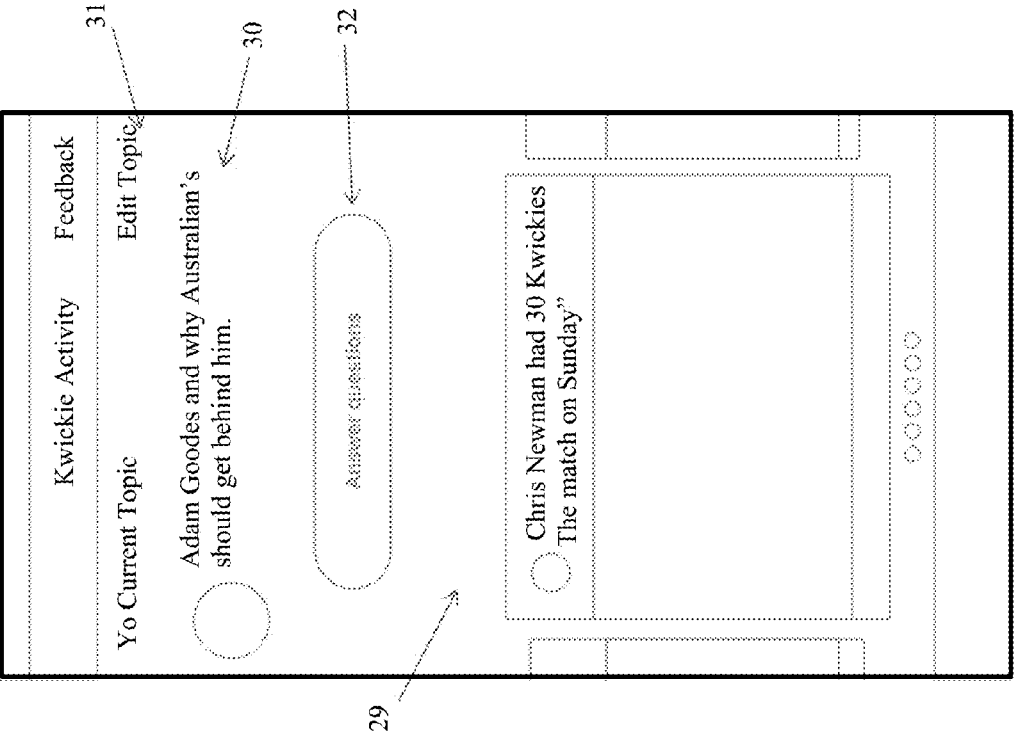 Kwickie Activity Feedback
Yo Current Topic Edit Topic
31
Adam Goodes and why Australian's
should get behind him.
30
Answer questions
32
29
Chris Newman had 30 Kwickies
The match on Sunday”